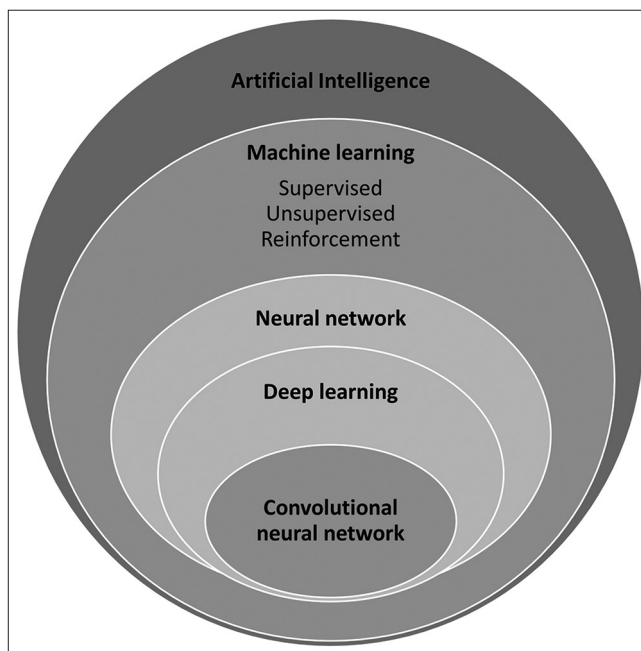 Artificial Intelligence
Machine learning
Supervised
Unsupervised
Reinforcement
Neural network
Deep learning
Convolutional
neural network